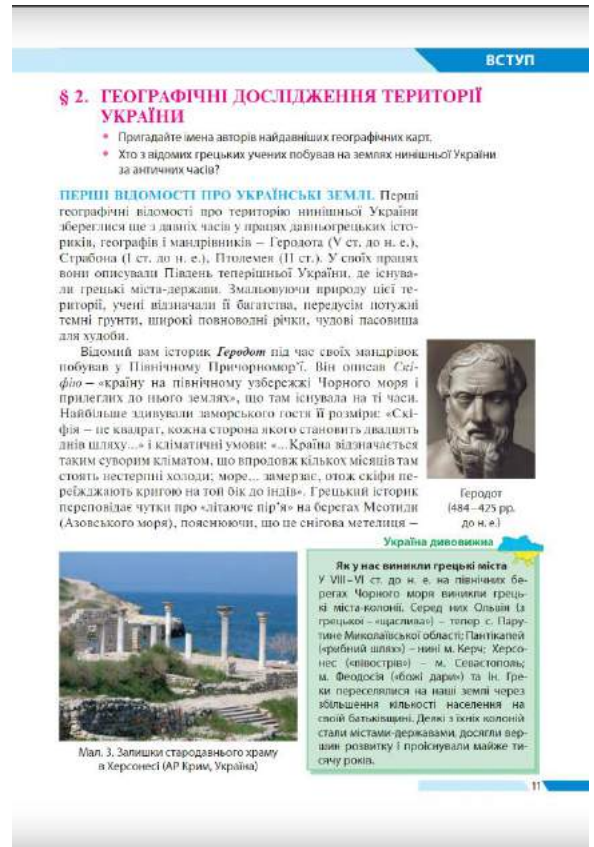 ВСТУП
§ 2. ГЕОГРАФІЧНІ ДОСЛІДЖЕННЯ ТЕРИТОРІЇ
УКРАЇНИ
• Пригадайте імена авторів найдавніших географічних карт.
• Хто з відомих грецьких учених побував на землях нинішньої України
за античних часів?
ПЕРШІ ВІДОМОСТІ ПРО УКРАЇНСЬКІ ЗЕМЛІ. Перші
географічні відомості про територію нинішньої України
збереглися ще з давніх часів у працях давньогрецьких істо-
риків, географів і мандрівників – Геродота (V ст. до н. е.),
Страбона (І ст. до н. е.), Птолемея (ІІ ст.). У своїх працях
вони описували Південь теперішньої України, де існува-
ли грецькі міста-держави. Змальовуючи природу цієї те-
риторії, учені відзначали її багатства, передусім потужні
темні ґрунти, широкі повноводні річки, чудові пасовища
для худоби.
Відомий вам історик Геродот під час своїх мандрівок
побував у Північному Причорномор'ї. Він описав Скі-
фію – «країну на північному узбережжі Чорного моря і
прилеглих до нього землях», що там існувала на ті часи.
Найбільше здивували заморського гостя її розміри: «Скі-
фія – це квадрат, кожна сторона якого становить двадцять
днів шляху...» і кліматичні умови: «...Країна відзначається
таким суворим кліматом, що впродовж кількох місяців там
стоять нестерпні холоди; море... замерзає, отож скіфи пе-
реїжджають кригою на той бік до індів». Грецький історик
переповідає чутки про «літаюче пір'я» на берегах Меотиди
(Азовського моря), пояснюючи, що це снігова метелиця –
Геродот
(484–425 рр.
до н. е.)
Україна дивовижна
Як у нас виникли грецькі міста
У VIII–VI ст. до н. е. на північних бе-
регах Чорного моря виникли грець-
кі міста-колонії. Серед них Ольвія (з
грецької – «щаслива») – тепер с. Пару-
тине Миколаївської області; Пантікапей
(«рибний шлях») – нині м. Керч; Херсо-
нес («півострів») – м. Севастополь;
м. Феодосія («божі дари») та ін. Гре-
ки переселялися на наші землі через
збільшення кількості населення на
своїй батьківщині. Деякі з їхніх колоній
стали містами-державами, досягли вер-
шин розвитку і проіснували майже ти-
сячу років.
Мал. 3. Залишки стародавнього храму
в Херсонесі (АР Крим, Україна)
11